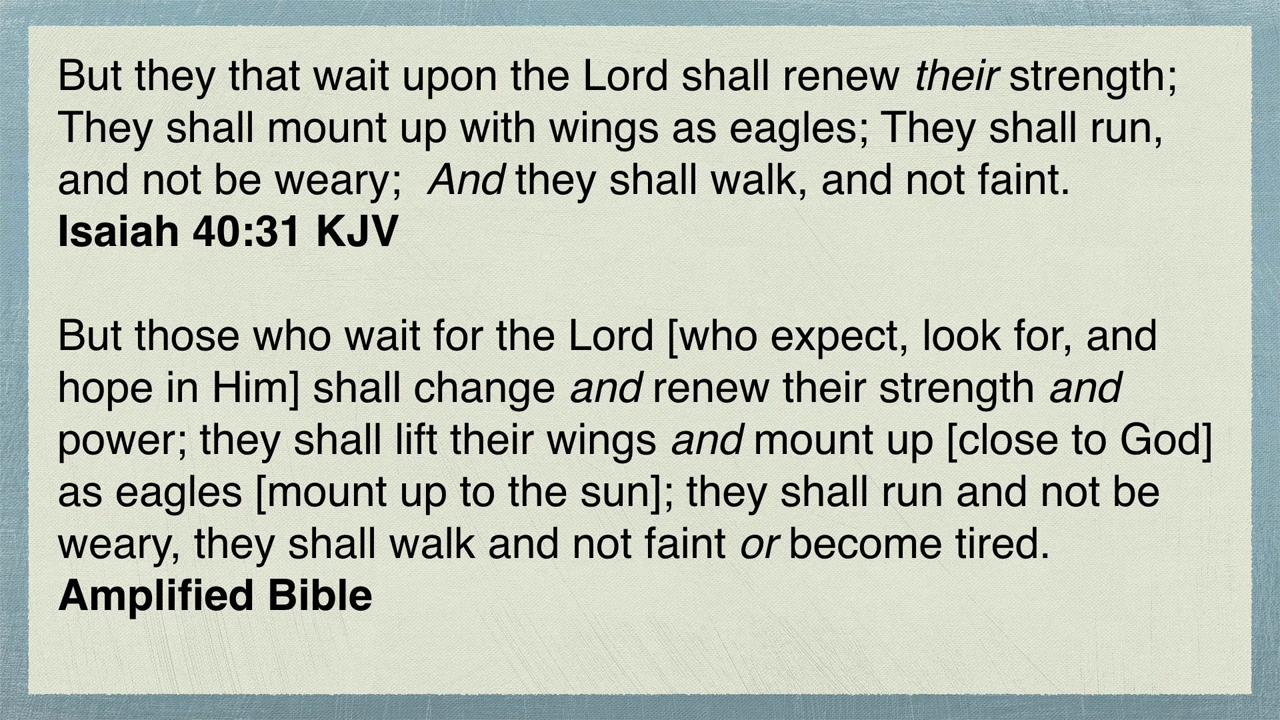 But they that wait upon the Lord shall renew their strength;
They shall mount up with wings as eagles; They shall run,
and not be weary;  And they shall walk, and not faint.
Isaiah 40:31 KJV
But those who wait for the Lord [who expect, look for, and
hope in Him] shall change and renew their strength and
power; they shall lift their wings and mount up [close to God]
as eagles [mount up to the sun]; they shall run and not be
weary, they shall walk and not faint or become tired.
Amplified Bible